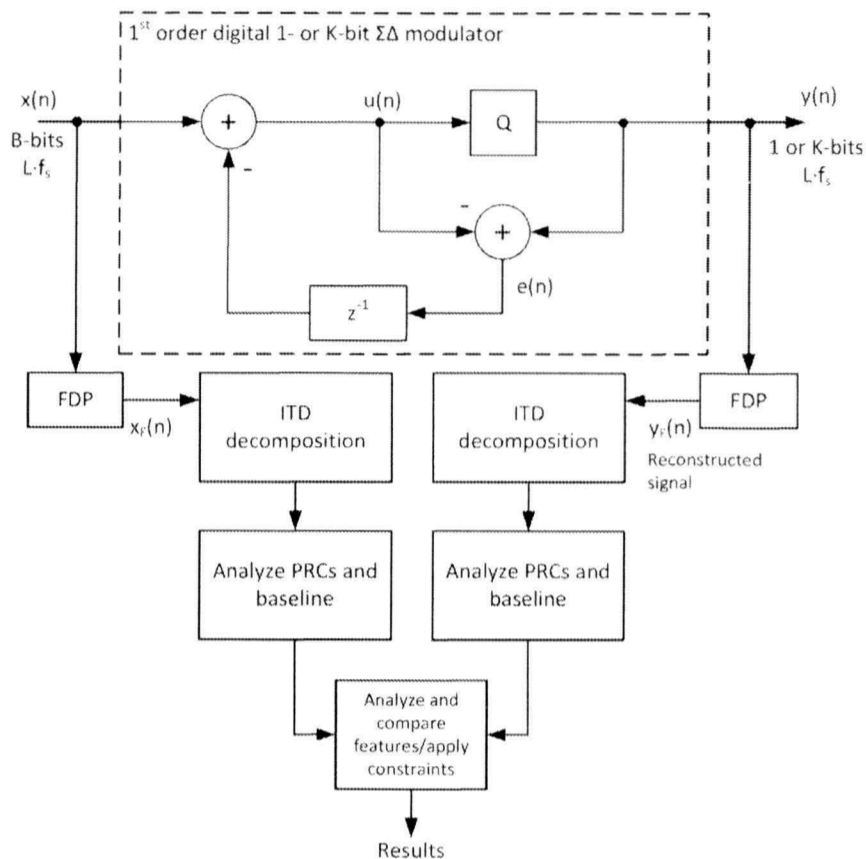 1st order digital 1- or K-bit ΣΔ modulator
x(n)
u(n)
y(n)
+
Q
B-bits
L·fs
1 or K-bits
L·fs
-
-
+
e(n)
z-1
FDP
xF(n)
ITD
decomposition
ITD
decomposition
FDP
yF(n)
Reconstructed
signal
Analyze PRCs and
baseline
Analyze PRCs and
baseline
Analyze and
compare
features/apply
constraints
Results